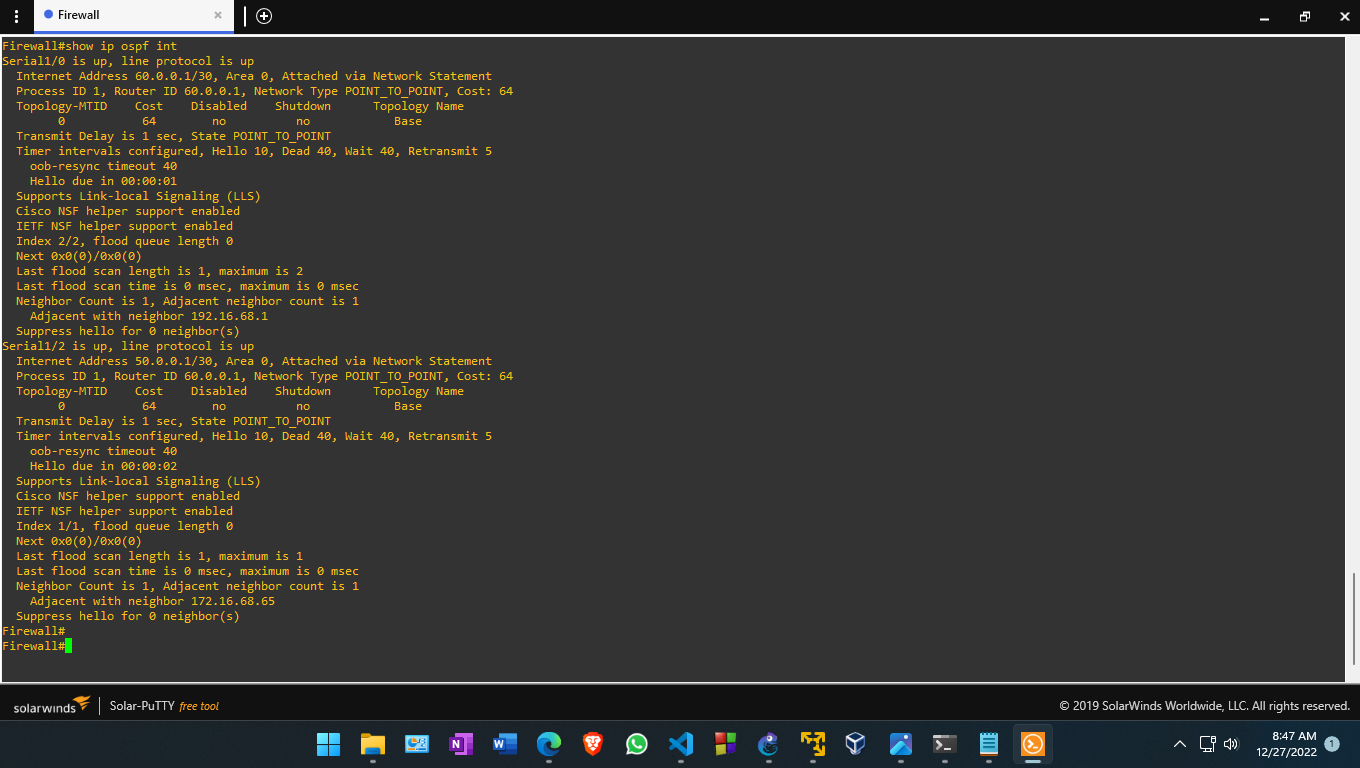 Firewall
Firewall#show ip ospf int
Serial1/0 is up, line protocol is up
  Internet Address 60.0.0.1/30, Area 0, Attached via Network Statement
  Process ID 1, Router ID 60.0.0.1, Network Type POINT_TO_POINT, Cost: 64
  Topology-MTID    Cost    Disabled    Shutdown      Topology Name
        0           64        no          no            Base
  Transmit Delay is 1 sec, State POINT_TO_POINT
  Timer intervals configured, Hello 10, Dead 40, Wait 40, Retransmit 5
    oob-resync timeout 40
    Hello due in 00:00:01
  Supports Link-local Signaling (LLS)
  Cisco NSF helper support enabled
  IETF NSF helper support enabled
  Index 2/2, flood queue length 0
  Next 0x0(0)/0x0(0)
  Last flood scan length is 1, maximum is 2
  Last flood scan time is 0 msec, maximum is 0 msec
  Neighbor Count is 1, Adjacent neighbor count is 1
    Adjacent with neighbor 192.16.68.1
  Suppress hello for 0 neighbor(s)
Serial1/2 is up, line protocol is up
  Internet Address 50.0.0.1/30, Area 0, Attached via Network Statement
  Process ID 1, Router ID 60.0.0.1, Network Type POINT_TO_POINT, Cost: 64
  Topology-MTID    Cost    Disabled    Shutdown      Topology Name
        0           64        no          no            Base
  Transmit Delay is 1 sec, State POINT_TO_POINT
  Timer intervals configured, Hello 10, Dead 40, Wait 40, Retransmit 5
    oob-resync timeout 40
    Hello due in 00:00:02
  Supports Link-local Signaling (LLS)
  Cisco NSF helper support enabled
  IETF NSF helper support enabled
  Index 1/1, flood queue length 0
  Next 0x0(0)/0x0(0)
  Last flood scan length is 1, maximum is 1
  Last flood scan time is 0 msec, maximum is 0 msec
  Neighbor Count is 1, Adjacent neighbor count is 1
    Adjacent with neighbor 172.16.68.65
  Suppress hello for 0 neighbor(s)
Firewall#
Firewall#
solarwinds Solar-PuTTY free tool © 2019 SolarWinds Worldwide, LLC. All rights reserved.
8:47 AM
12/27/2022 1